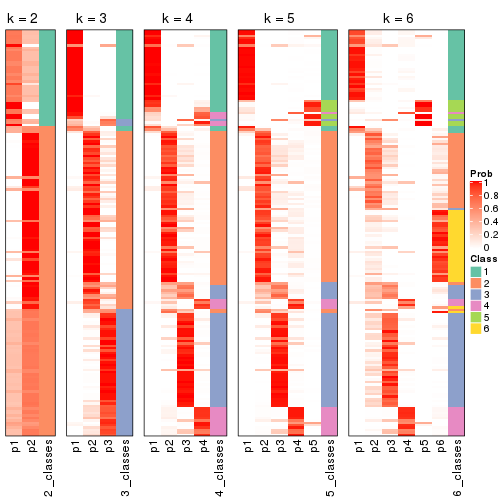 k = 2
k = 3
k = 4
k = 5
k = 6
p1
p2
2_classes
p1
p2
p3
3_classes
p1
p2
p3
p4
4_classes
p1
p2
p3
p4
p5
5_classes
p1
p2
p3
p4
p5
p6
6_classes
Prob
1
0.8
0.6
0.4
0.2
0
Class
1
2
3
4
5
6